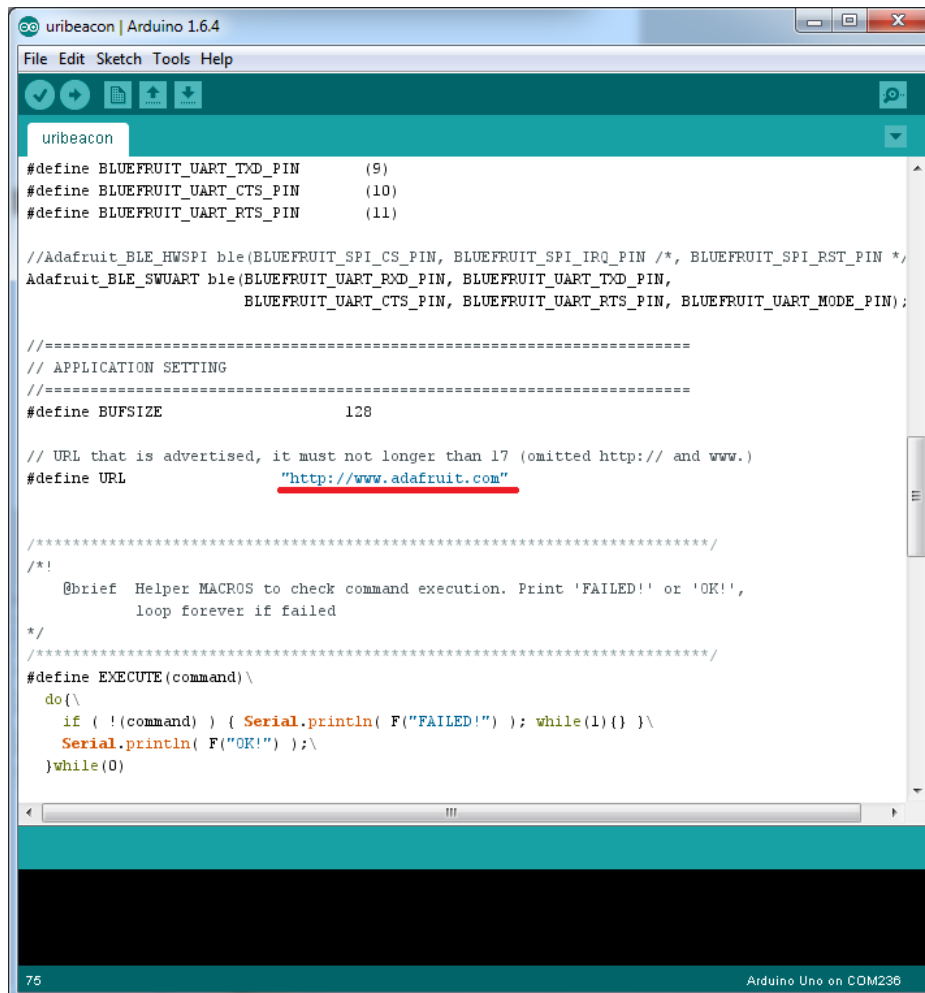 uribeacon | Arduino 1.6.4
File Edit Sketch Tools Help
uribeacon
#define BLUEFRUIT_UART_TXD_PIN (9)
#define BLUEFRUIT_UART_CTS_PIN (10)
#define BLUEFRUIT_UART_RTS_PIN (11)
//Adafruit_BLE_HWSPI ble(BLUEFRUIT_SPI_CS_PIN, BLUEFRUIT_SPI_IRQ_PIN /*, BLUEFRUIT_SPI_RST_PIN */
Adafruit_BLE_SWUART ble(BLUEFRUIT_UART_RXD_PIN, BLUEFRUIT_UART_TXD_PIN,
BLUEFRUIT_UART_CTS_PIN, BLUEFRUIT_UART_RTS_PIN, BLUEFRUIT_UART_MODE_PIN);
//========================================================================
// APPLICATION SETTING
//========================================================================
#define BUFSIZE 128
// URL that is advertised, it must not longer than 17 (omitted http:// and www.)
#define URL "http://www.adafruit.com"
/**************************************************************************/
/*!
@brief Helper MACROS to check command execution. Print 'FAILED!' or 'OK!',
loop forever if failed
*/
/**************************************************************************/
#define EXECUTE(command)\
do{\
if ( !(command) ) { Serial.println( F("FAILED!") ); while(1){} }\
Serial.println( F("OK!") );\
}while(0)
75
Arduino Uno on COM236